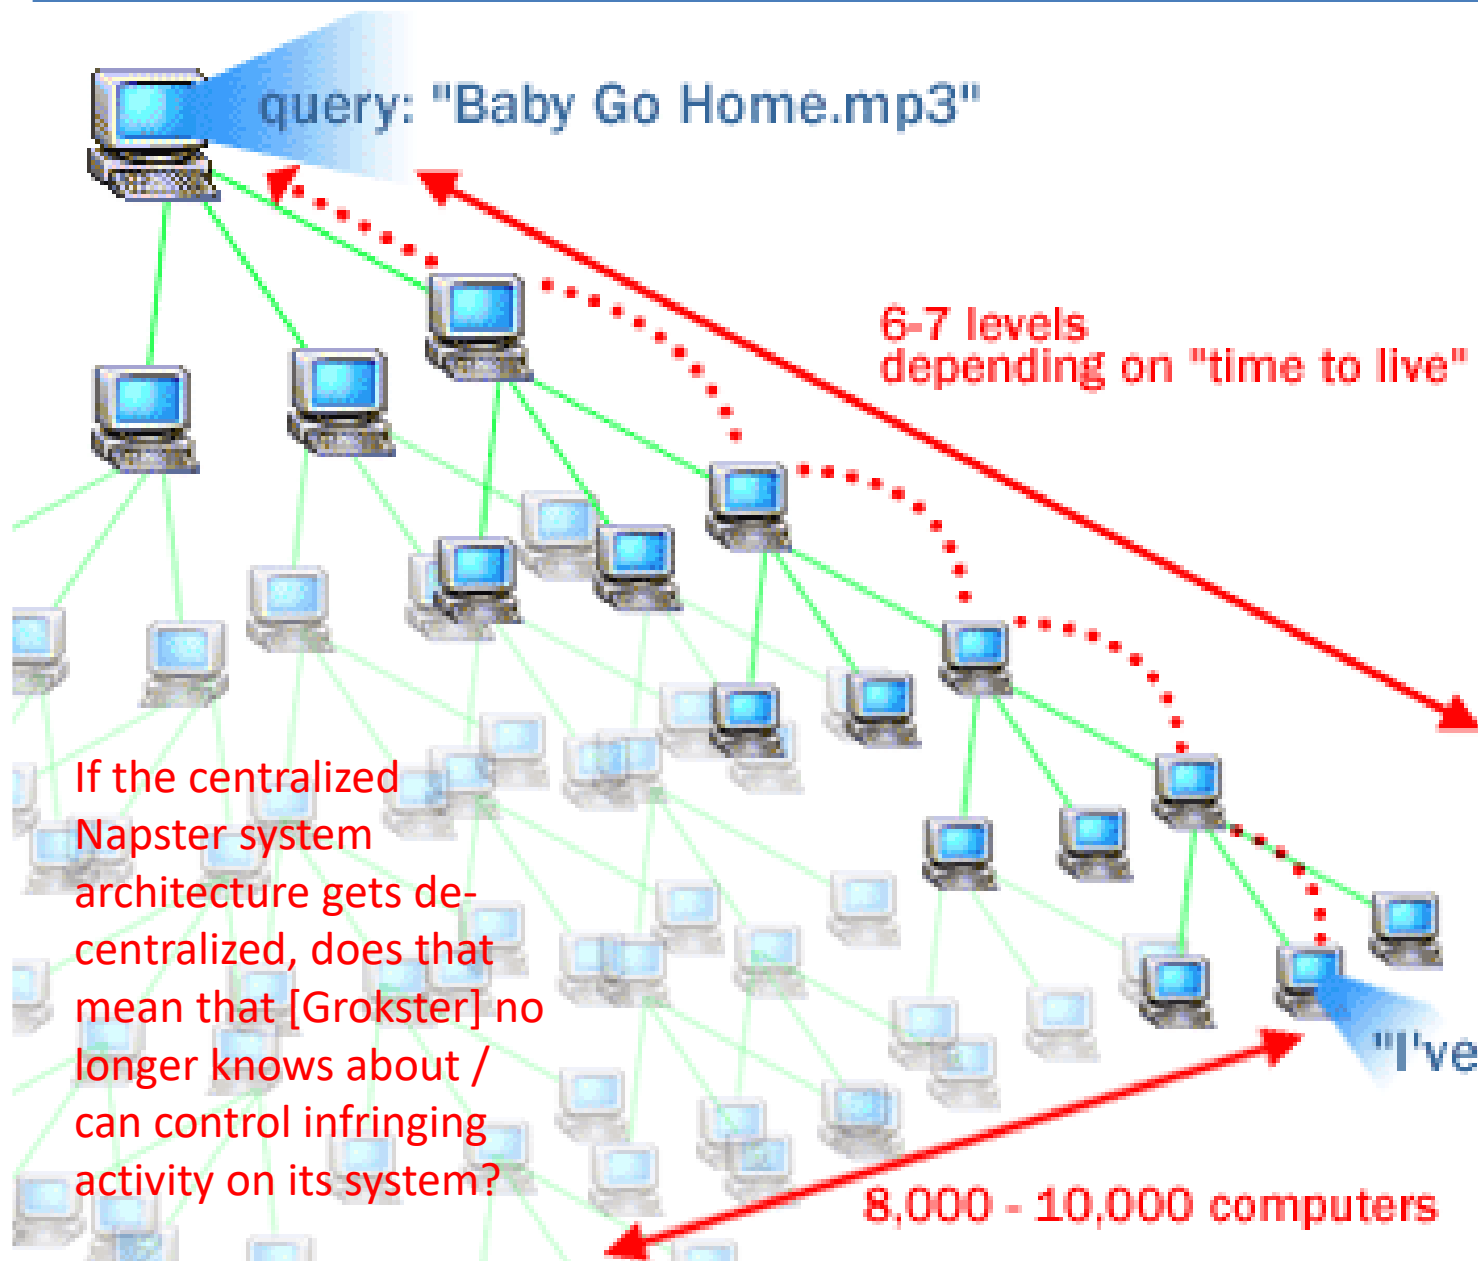 query: "Baby Go Home.mp3"
6-7 levels
depending on "time to live"
If the centralized
Napster system
architecture gets de-
centralized, does that
mean that [Grokster] no
longer knows about /
can control infringing
activity on its system?
"I've
8,000 - 10,000 computers